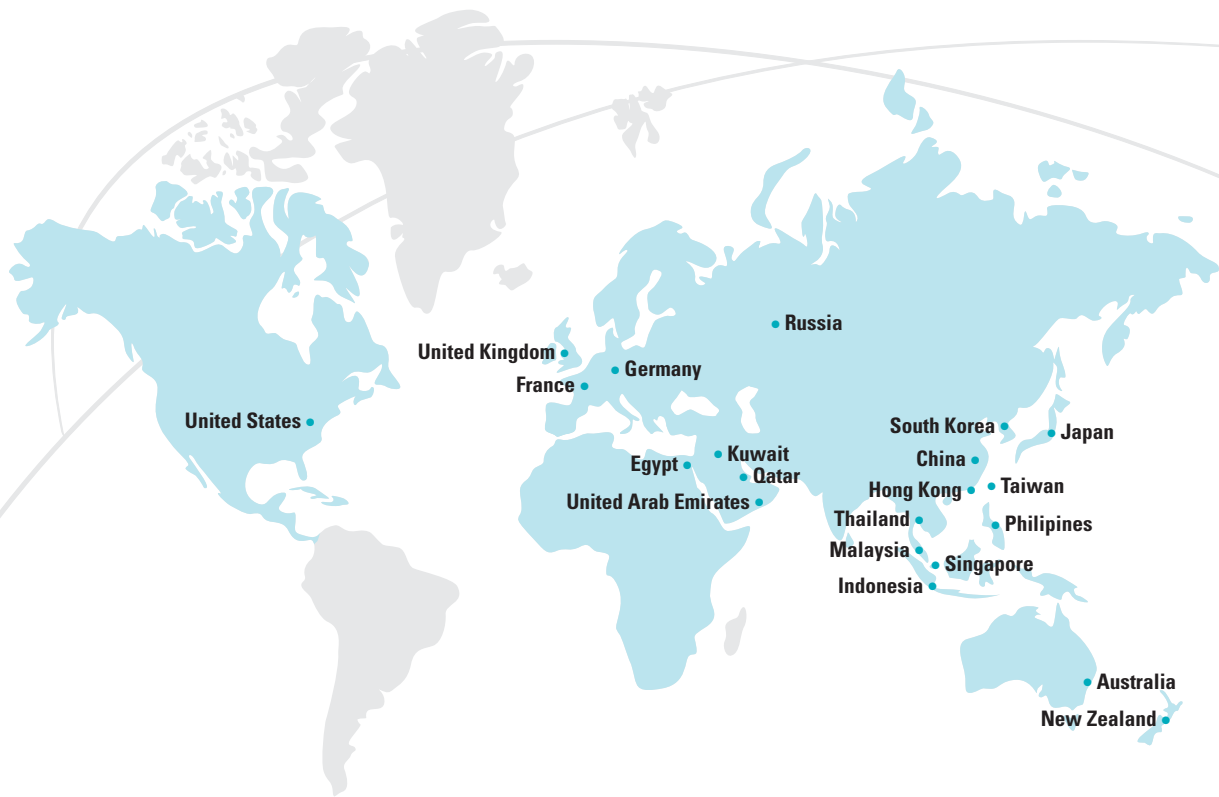 Russia
United Kingdom
Germany
France
United States
South Korea
Japan
Kuwait
China
Egypt
Qatar
Hong Kong
Taiwan
United Arab Emirates
Thailand
Philipines
Malaysia
Singapore
Indonesia
Australia
New Zealand